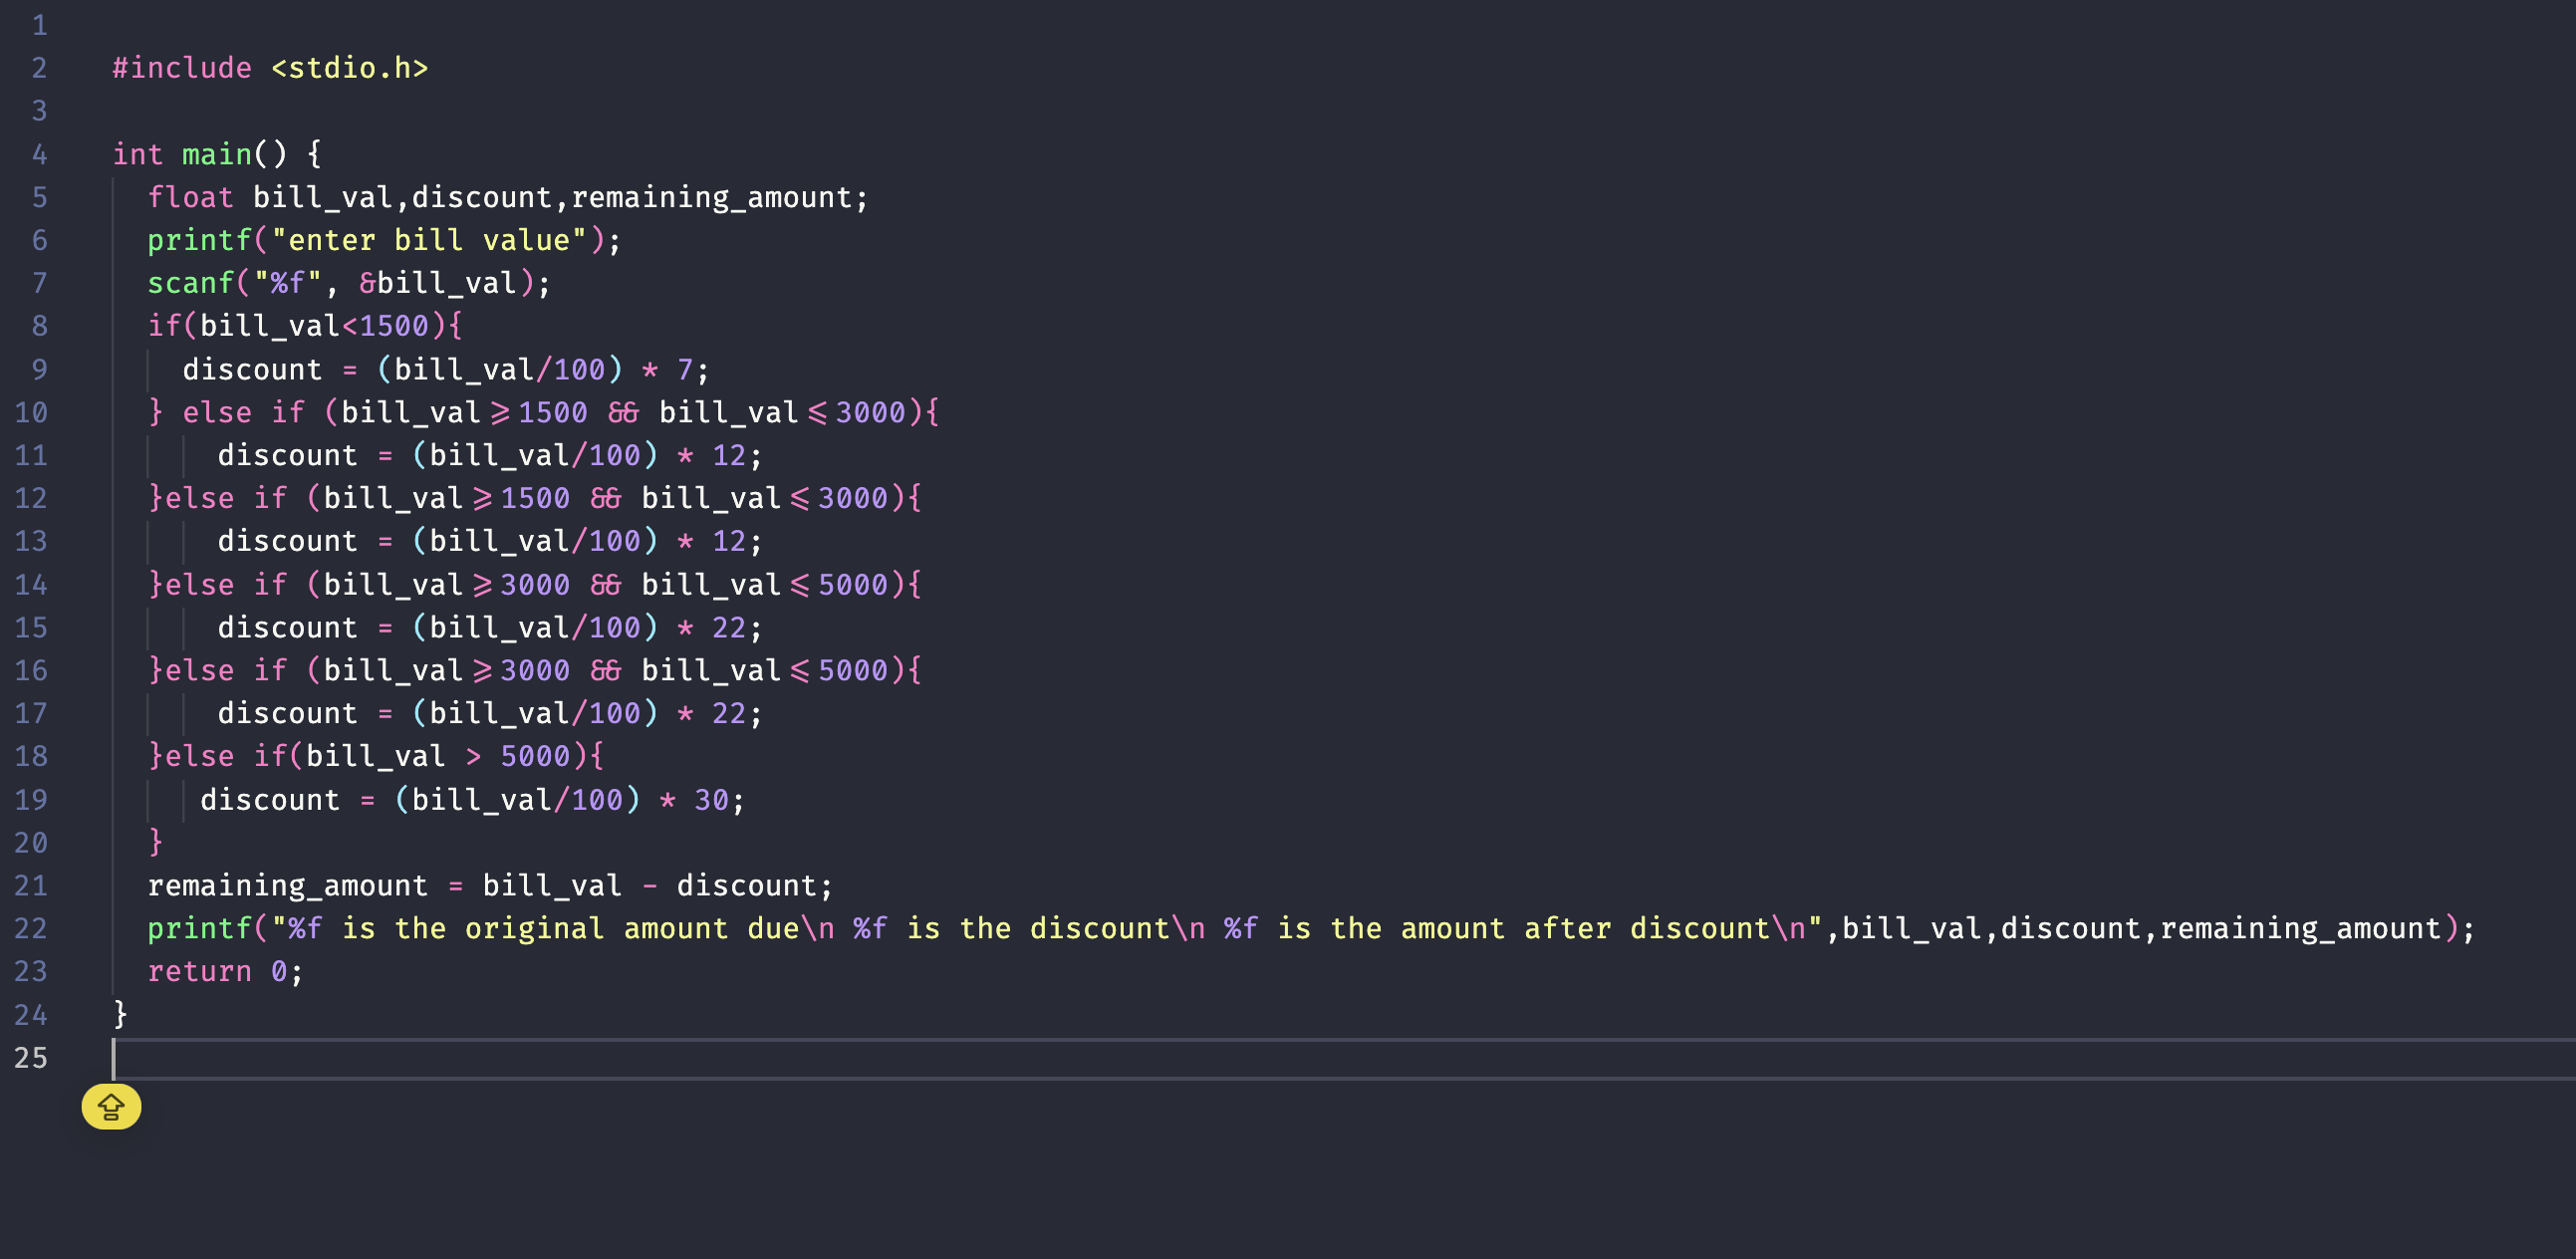 1
2 #include <stdio.h>
3
4 int main() {
5 float bill_val,discount,remaining_amount;
6 printf("enter bill value");
7 scanf("%f", &bill_val);
8 if(bill_val<1500){
9 discount = (bill_val/100) * 7;
10 } else if (bill_val>=1500 && bill_val<=3000){
11 discount = (bill_val/100) * 12;
12 }else if (bill_val>=1500 && bill_val<=3000){
13 discount = (bill_val/100) * 12;
14 }else if (bill_val>=3000 && bill_val<=5000){
15 discount = (bill_val/100) * 22;
16 }else if (bill_val>=3000 && bill_val<=5000){
17 discount = (bill_val/100) * 22;
18 }else if(bill_val > 5000){
19 discount = (bill_val/100) * 30;
20 }
21 remaining_amount = bill_val - discount;
22 printf("%f is the original amount due\n %f is the discount\n %f is the amount after discount\n",bill_val,discount,remaining_amount);
23 return 0;
24 }
25